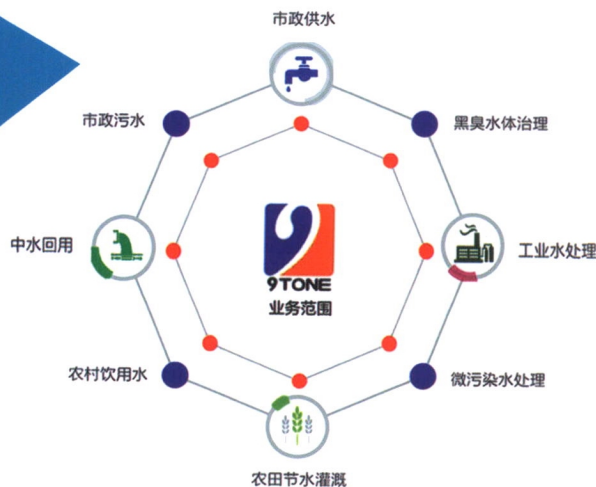 市政供水
市政污水
黑臭水体治理
中水回用
工业水处理
9TONE
业务范围
农村饮用水
微污染水处理
农田节水灌溉